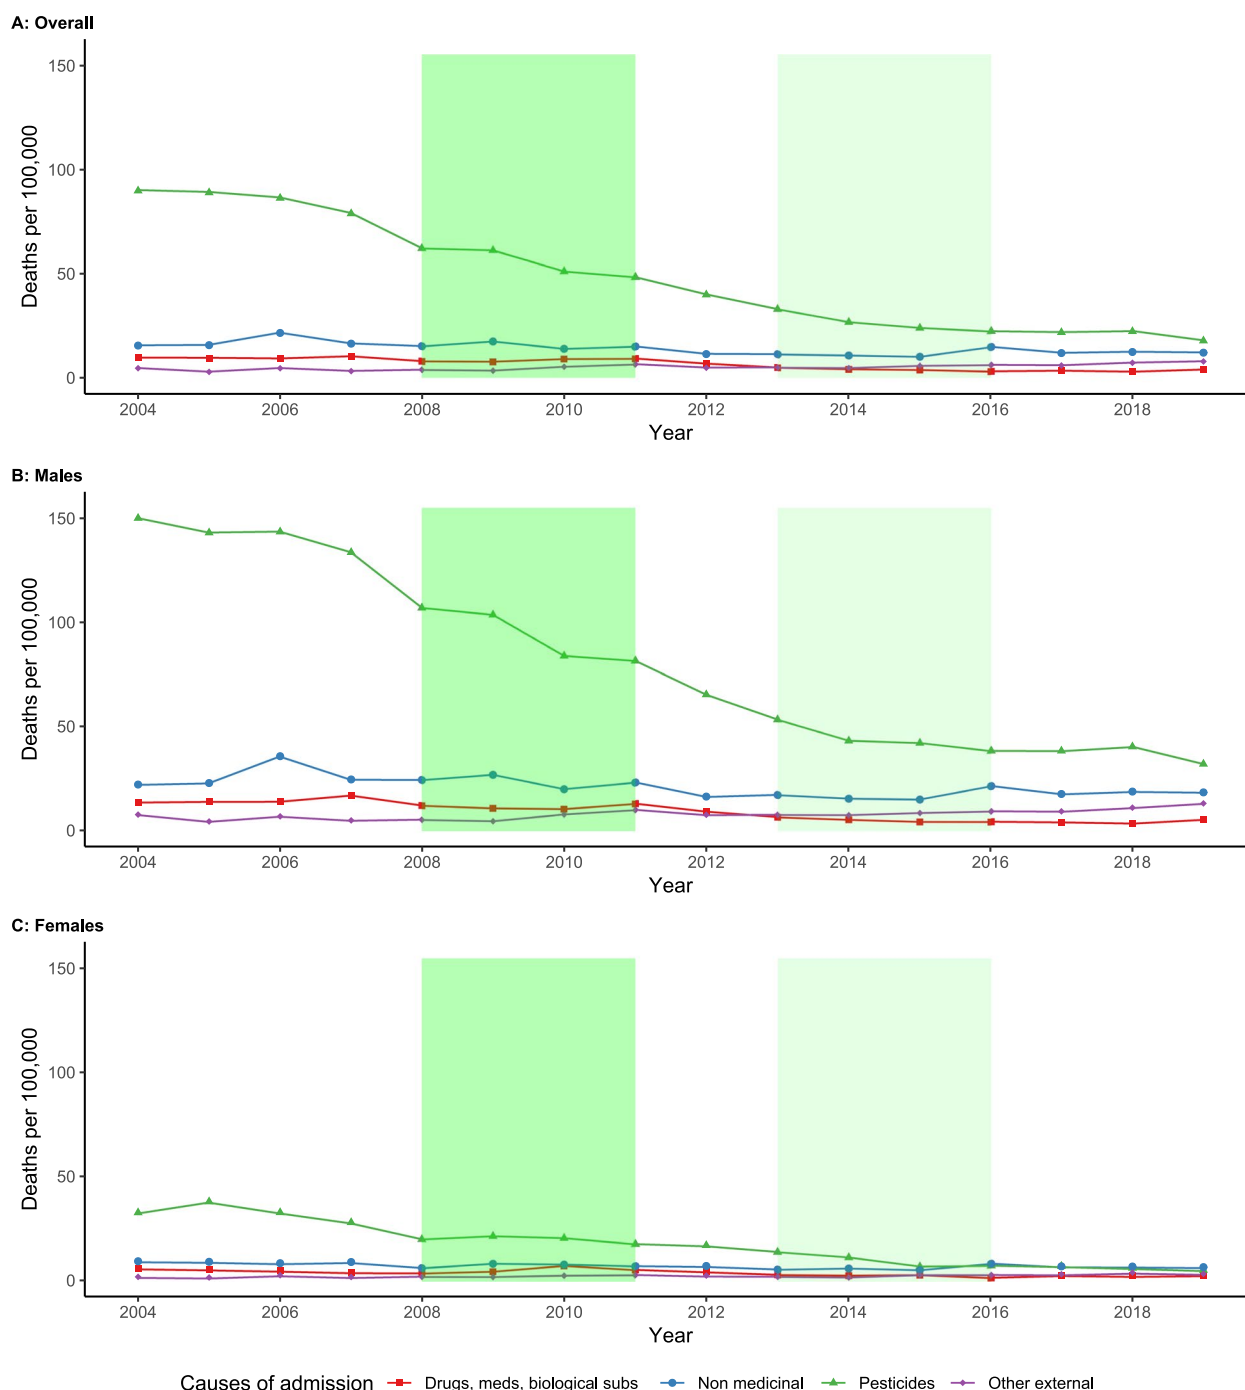 A: Overall
150
100
50
0
Deaths per 100,000
2004 2006 2008 2010 2012 2014 2016 2018
Year
B: Males
150
100
50
0
Deaths per 100,000
2004 2006 2008 2010 2012 2014 2016 2018
Year
C: Females
150
100
50
0
Deaths per 100,000
2004 2006 2008 2010 2012 2014 2016 2018
Year
Causes of admission Drugs, meds, biological subs Non medicinal Pesticides Other external